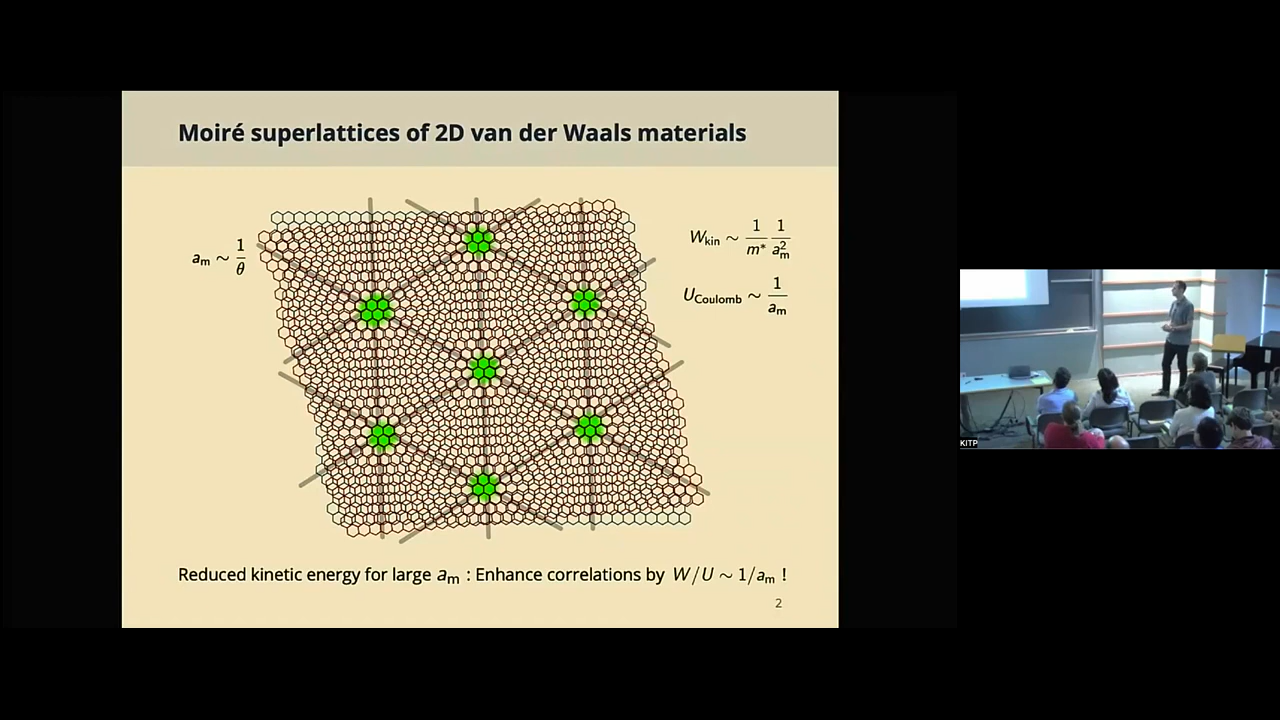 Moiré superlattices of 2D van der Waals materials
a_m ~ 1/θ
W_kin ~ 1/m* 1/a_m²
U_Coulomb ~ 1/a_m
Reduced kinetic energy for large a_m : Enhance correlations by W/U ~ 1/a_m !
2
KITP